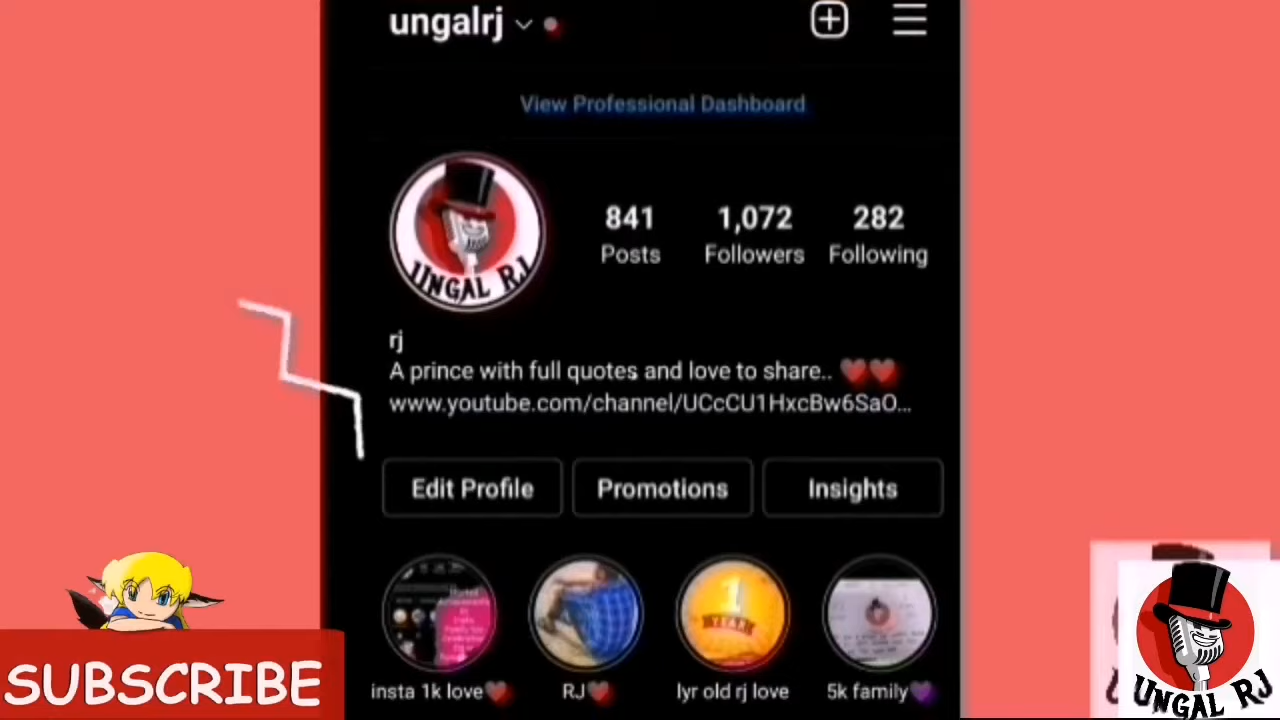 ungalrj
View Professional Dashboard
UNGAL RJ
841 1,072 282
Posts Followers Following
rj
A prince with full quotes and love to share.. ❤️❤️
www.youtube.com/channel/UCcCU1HxcBw6SaO...
Edit Profile Promotions Insights
YEAR
insta 1k love❤️ RJ❤️ lyr old rj love 5k family💜
SUBSCRIBE
UNGAL RJ